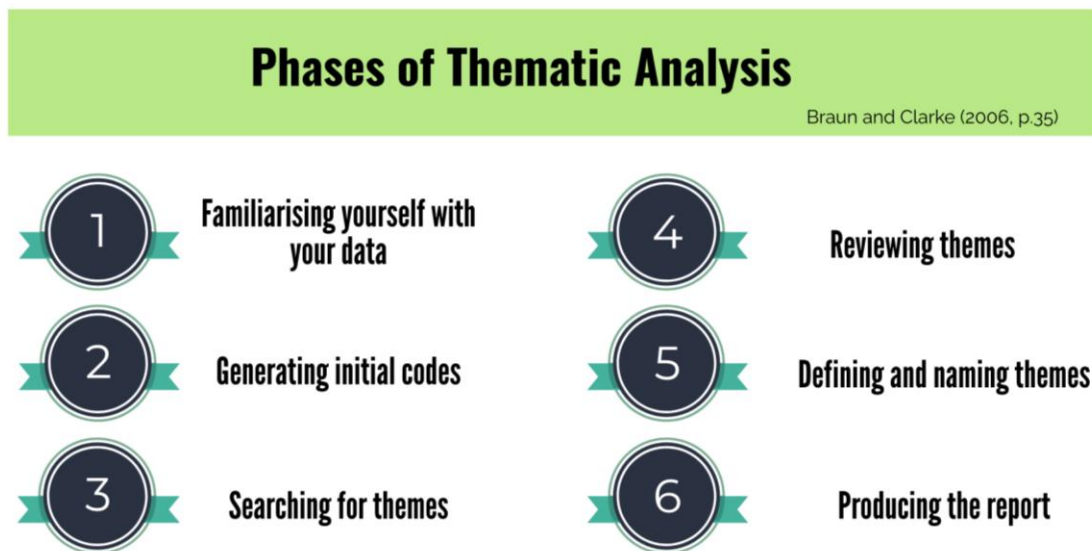 Phases of Thematic Analysis
Braun and Clarke (2006, p.35)
1
Familiarising yourself with
your data
2
Generating initial codes
3
Searching for themes
4
Reviewing themes
5
Defining and naming themes
6
Producing the report